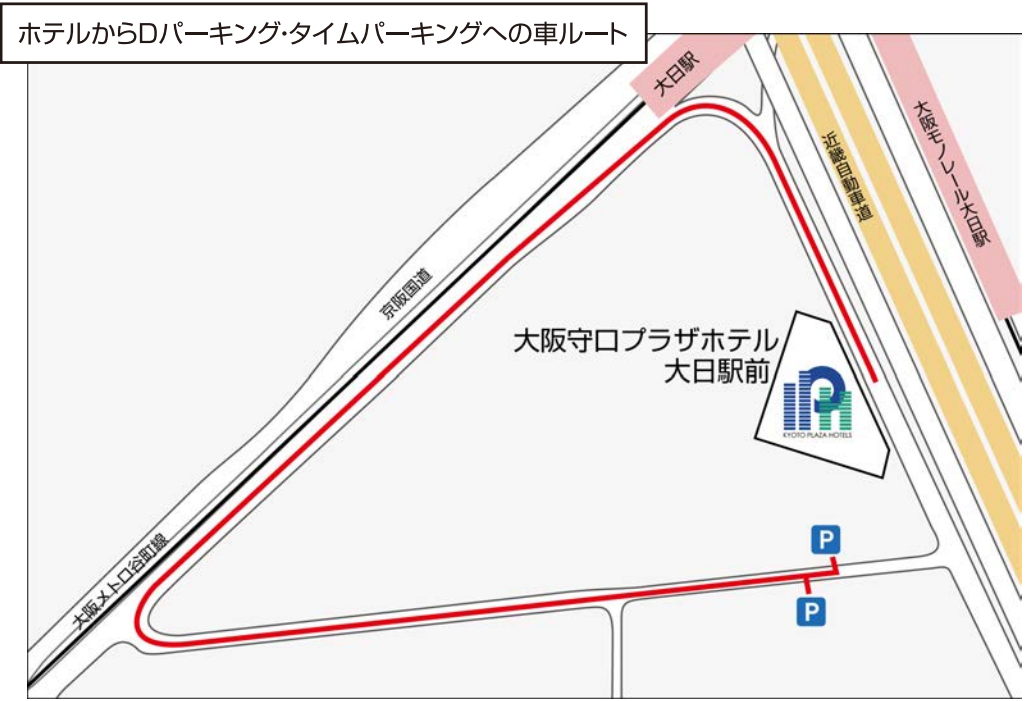 ホテルからDパーキング・タイムパーキングへの車ルート
大日駅
大阪モノレール大日駅
近畿自動車道
京阪国道
大阪守口プラザホテル
大日駅前
KYOTO PLAZA HOTELS
大阪メトロ谷町線
P
P